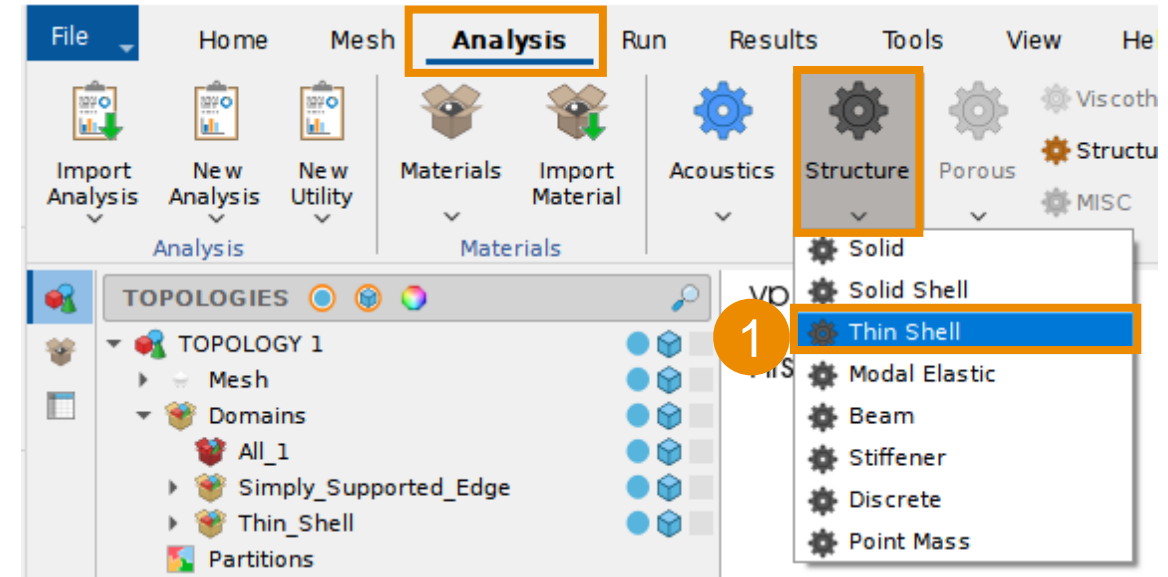 File Home Mesh Analysis Run Results Tools View He
Import Analysis New Analysis New Utility Materials Import Material Acoustics Structure Porous
Viscoth
Structu
MISC
Analysis Materials
Solid
Solid Shell
1 Thin Shell
Modal Elastic
Beam
Stiffener
Discrete
Point Mass
TOPOLOGIES
TOPOLOGY 1
Mesh
Domains
All_1
Simply_Supported_Edge
Thin_Shell
Partitions